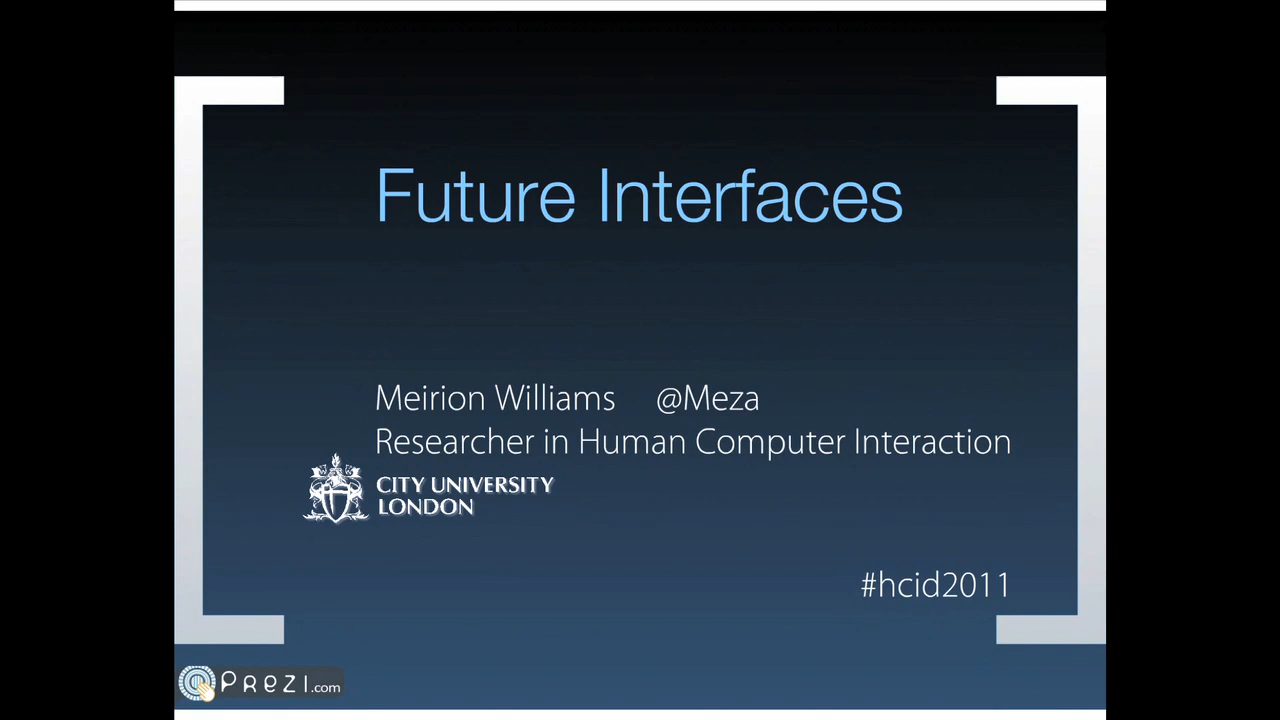 Future Interfaces
Meirion Williams @Meza
Researcher in Human Computer Interaction
CITY UNIVERSITY
LONDON
#hcid2011
Prezi.com